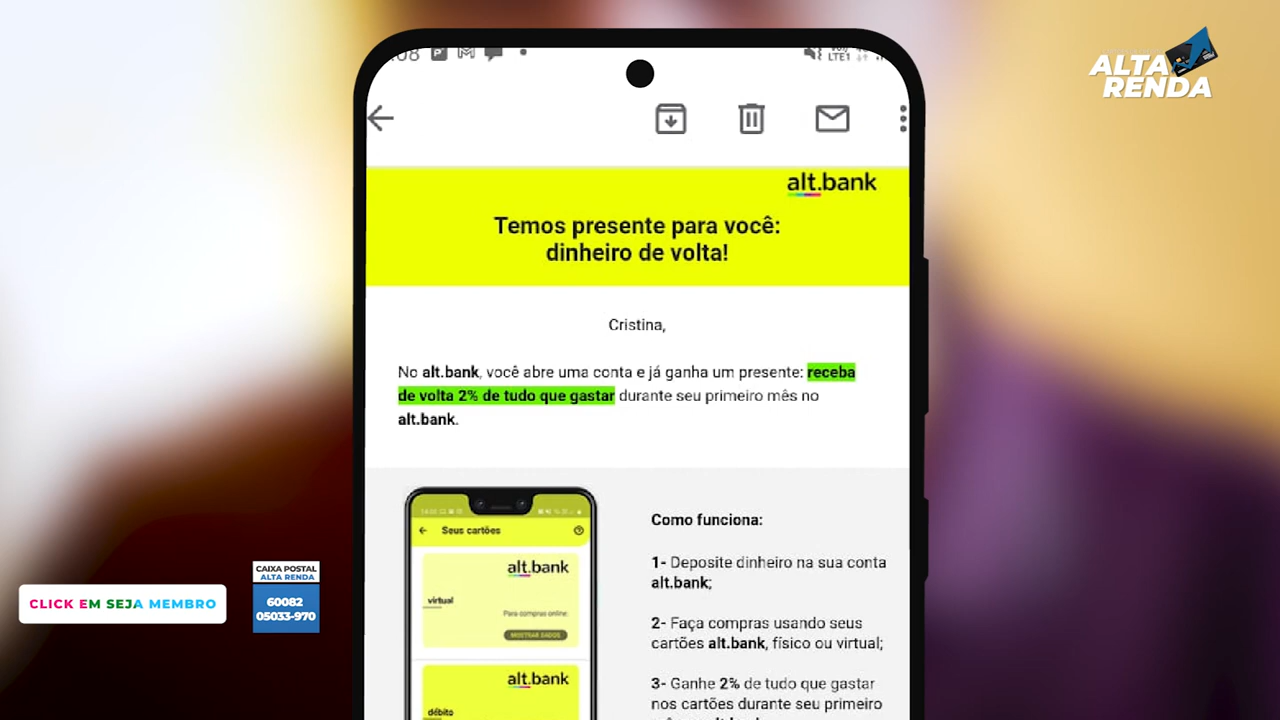 ALTA
RENDA
LTE1
alt.bank
Temos presente para você:
dinheiro de volta!
Cristina,
No alt.bank, você abre uma conta e já ganha um presente: receba
de volta 2% de tudo que gastar durante seu primeiro mês no
alt.bank.
Seus cartões
alt.bank
virtual
Para compras online.
MOSTRAR DADOS
alt.bank
débito
Como funciona:
1- Deposite dinheiro na sua conta
alt.bank;
2- Faça compras usando seus
cartões alt.bank, físico ou virtual;
3- Ganhe 2% de tudo que gastar
nos cartões durante seu primeiro
CLICK EM SEJA MEMBRO
CAIXA POSTAL
ALTA RENDA
60082
05033-970